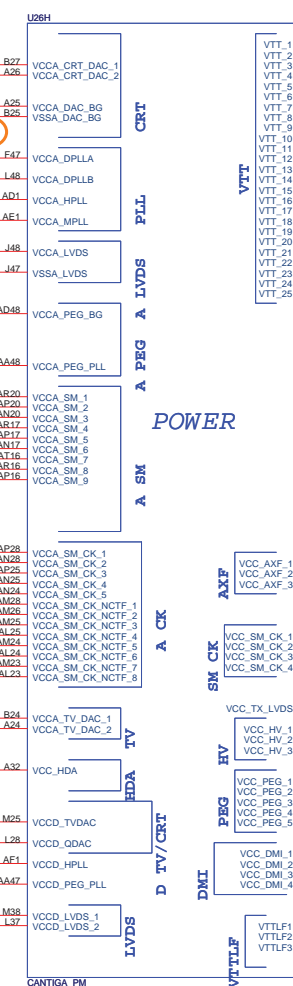 U26H
B27 VCCA_CRT_DAC_1
A26 VCCA_CRT_DAC_2
A25 VCCA_DAC_BG
B25 VSSA_DAC_BG
CRT
F47 VCCA_DPLLA
L48 VCCA_DPLLB
AD1 VCCA_HPLL
AE1 VCCA_MPLL
PLL
J48 VCCA_LVDS
J47 VSSA_LVDS
A LVDS
AD48 VCCA_PEG_BG
AA48 VCCA_PEG_PLL
A PEG
AR20 VCCA_SM_1
AP20 VCCA_SM_2
AN20 VCCA_SM_3
AR17 VCCA_SM_4
AP17 VCCA_SM_5
AN17 VCCA_SM_6
AT16 VCCA_SM_7
AR16 VCCA_SM_8
AP16 VCCA_SM_9
A SM
POWER
AP28 VCCA_SM_CK_1
AN28 VCCA_SM_CK_2
AP25 VCCA_SM_CK_3
AN25 VCCA_SM_CK_4
AN24 VCCA_SM_CK_5
AM28 VCCA_SM_CK_NCTF_1
AM26 VCCA_SM_CK_NCTF_2
AM25 VCCA_SM_CK_NCTF_3
AL25 VCCA_SM_CK_NCTF_4
AM24 VCCA_SM_CK_NCTF_5
AL24 VCCA_SM_CK_NCTF_6
AM23 VCCA_SM_CK_NCTF_7
AL23 VCCA_SM_CK_NCTF_8
A CK
B24 VCCA_TV_DAC_1
A24 VCCA_TV_DAC_2
TV
A32 VCC_HDA
HDA
M25 VCCD_TVDAC
L28 VCCD_QDAC
D TV/CRT
AF1 VCCD_HPLL
AA47 VCCD_PEG_PLL
M38 VCCD_LVDS_1
L37 VCCD_LVDS_2
LVDS
VTT_1
VTT_2
VTT_3
VTT_4
VTT_5
VTT_6
VTT_7
VTT_8
VTT_9
VTT_10
VTT_11
VTT_12
VTT_13
VTT_14
VTT_15
VTT_16
VTT_17
VTT_18
VTT_19
VTT_20
VTT_21
VTT_22
VTT_23
VTT_24
VTT_25
VTT
VCC_AXF_1
VCC_AXF_2
VCC_AXF_3
AXF
VCC_SM_CK_1
VCC_SM_CK_2
VCC_SM_CK_3
VCC_SM_CK_4
SM CK
VCC_TX_LVDS
VCC_HV_1
VCC_HV_2
VCC_HV_3
HV
VCC_PEG_1
VCC_PEG_2
VCC_PEG_3
VCC_PEG_4
VCC_PEG_5
PEG
VCC_DMI_1
VCC_DMI_2
VCC_DMI_3
VCC_DMI_4
DMI
VTTLF1
VTTLF2
VTTLF3
VTTLF
CANTIGA_PM